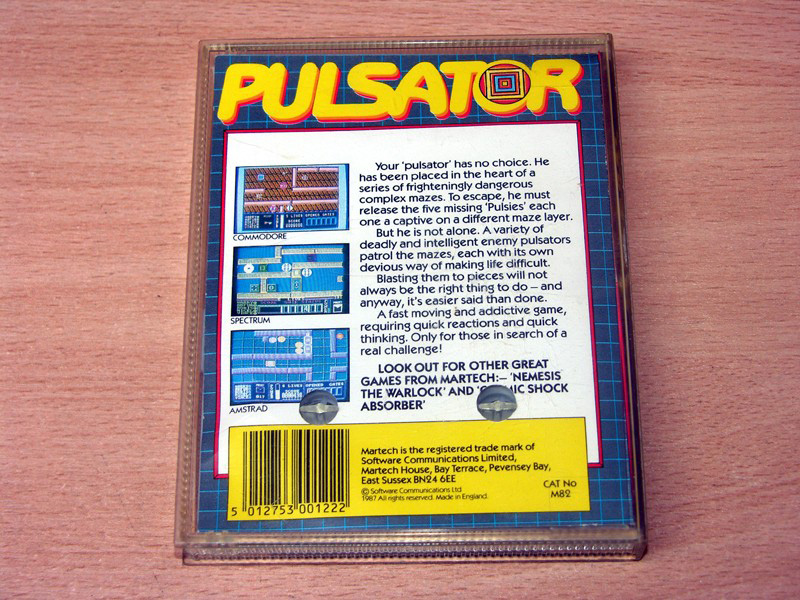 PULSATOR
Your 'pulsator' has no choice. He
has been placed in the heart of a
series of frighteningly dangerous
complex mazes. To escape, he must
release the five missing 'Pulsies' each
one a captive on a different maze layer.
But he is not alone. A variety of
deadly and intelligent enemy pulsators
patrol the mazes, each with its own
devious way of making life difficult.
Blasting them to pieces will not
always be the right thing to do – and
anyway, it's easier said than done.
A fast moving and addictive game,
requiring quick reactions and quick
thinking. Only for those in search of a
real challenge!
LOOK OUT FOR OTHER GREAT
GAMES FROM MARTECH:– 'NEMESIS
THE WARLOCK' AND SHOCK
ABSORBER'
COMMODORE
SPECTRUM
AMSTRAD
5 012753 001222
Martech is the registered trade mark of
Software Communications Limited,
Martech House, Bay Terrace, Pevensey Bay,
East Sussex BN24 6EE
© Software Communications Ltd
1987 All rights reserved. Made in England.
CAT No
M82